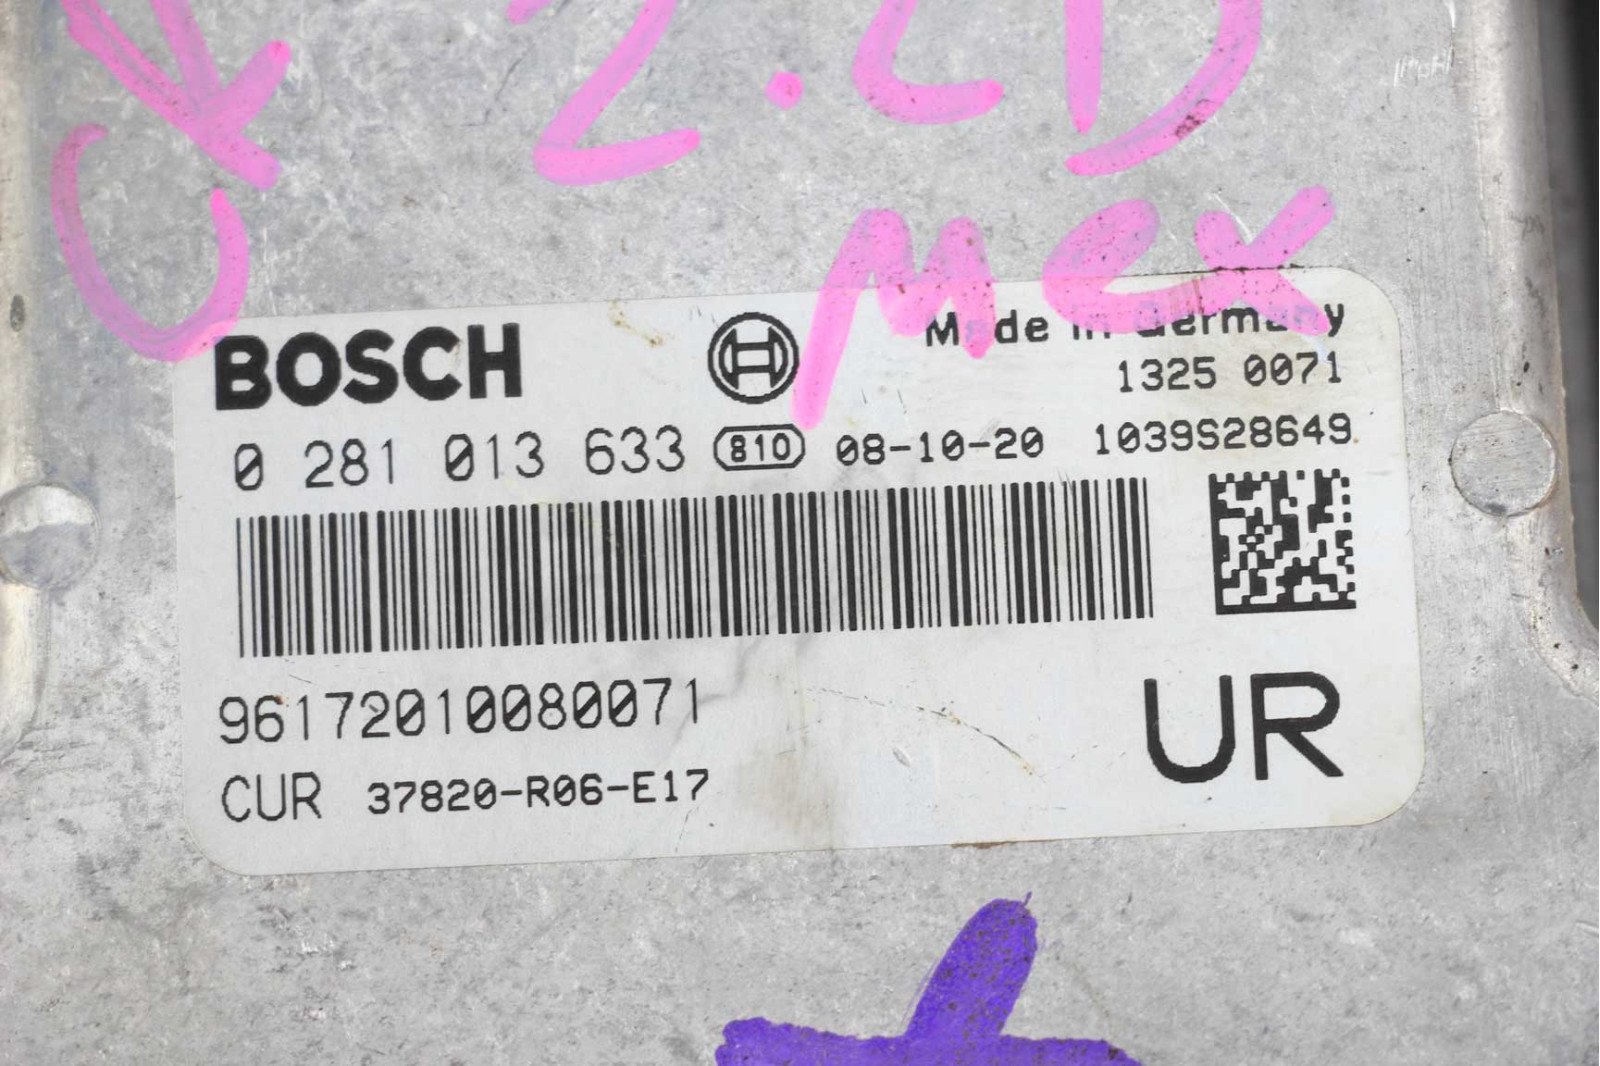 CR 2.2D
мех
BOSCH
Made in Germany
1325 0071
0 281 013 633 810 08-10-20 1039S28649
96172010080071
CUR 37820-R06-E17
UR